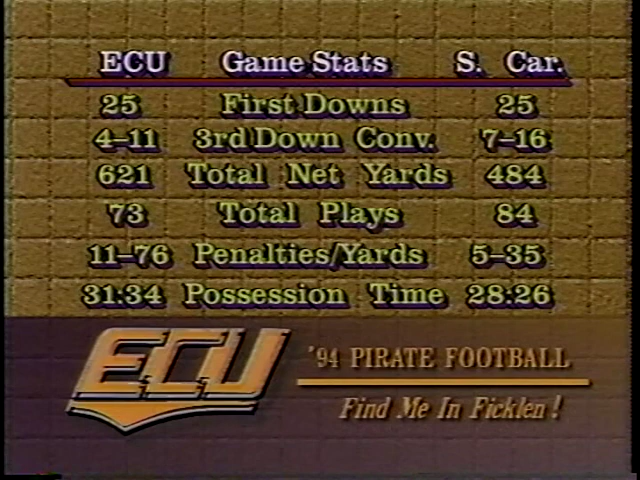 ECU Game Stats S. Car.
25 First Downs 25
4–11 3rd Down Conv. 7–16
621 Total Net Yards 484
73 Total Plays 84
11–76 Penalties/Yards 5–35
31:34 Possession Time 28:26
ECU
'94 PIRATE FOOTBALL
Find Me In Ficklen!